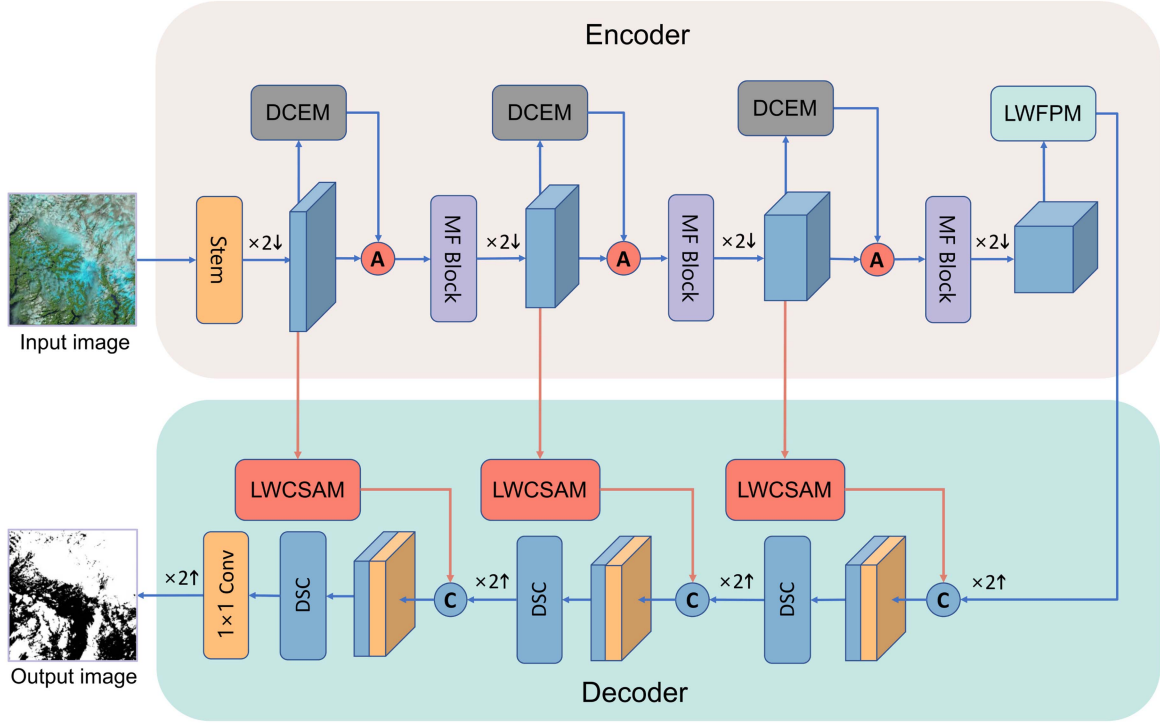 Encoder
DCEM
DCEM
DCEM
LWFPM
Stem
×2↓
A
MF Block
×2↓
A
MF Block
×2↓
A
MF Block
×2↓
Input image
LWCSAM
LWCSAM
LWCSAM
×2↑
1×1 Conv
DSC
C
×2↑
DSC
C
×2↑
DSC
C
×2↑
Output image
Decoder